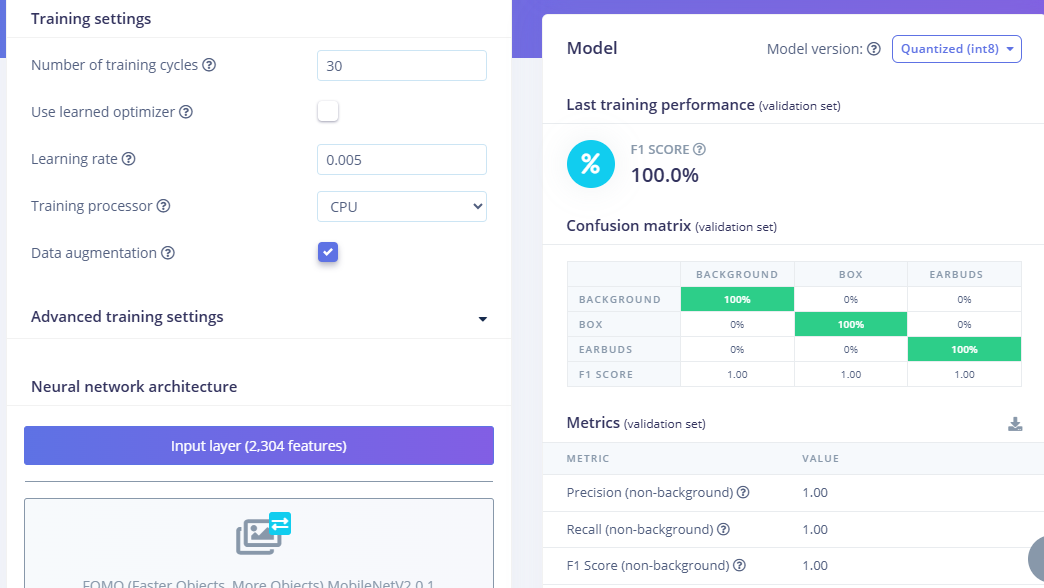 Training settings
Number of training cycles
30
Use learned optimizer
Learning rate
0.005
Training processor
CPU
Data augmentation
Advanced training settings
Neural network architecture
Input layer (2,304 features)
FOMO (Faster Objects, More Objects) MobileNetV2 0.1
Model
Model version:
Quantized (int8)
Last training performance (validation set)
%
F1 SCORE
100.0%
Confusion matrix (validation set)
BACKGROUND BOX EARBUDS
BACKGROUND 100% 0% 0%
BOX 0% 100% 0%
EARBUDS 0% 0% 100%
F1 SCORE 1.00 1.00 1.00
Metrics (validation set)
METRIC VALUE
Precision (non-background) 1.00
Recall (non-background) 1.00
F1 Score (non-background) 1.00